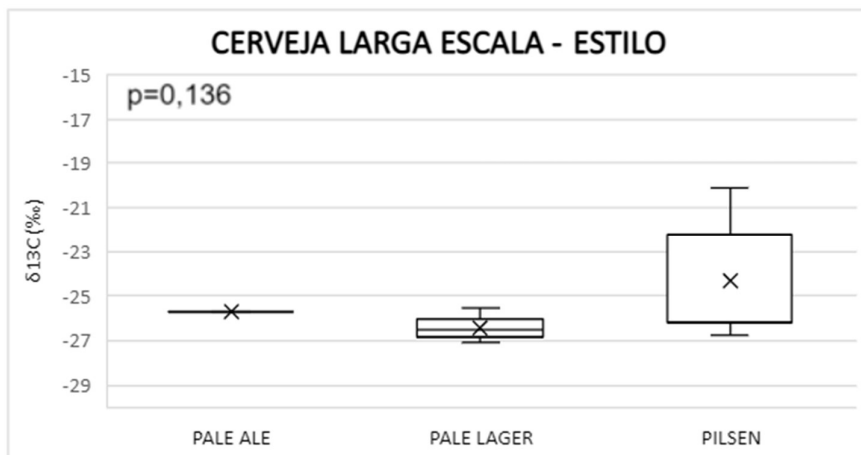 CERVEJA LARGA ESCALA - ESTILO
p=0,136
-15
-17
-19
-21
-23
-25
-27
-29
δ13C (‰)
PALE ALE
PALE LAGER
PILSEN